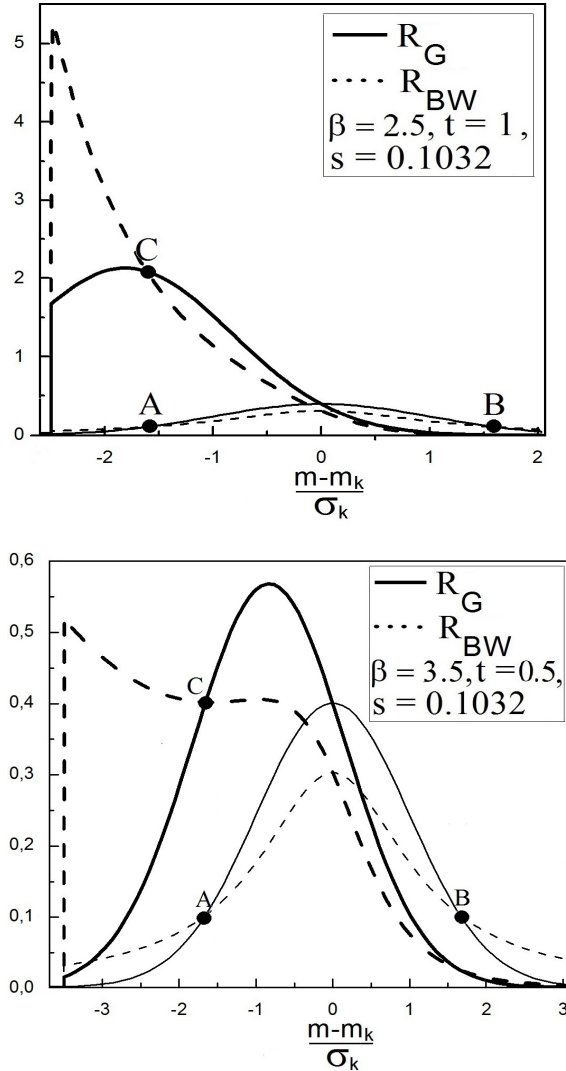 5
4
3
2
1
0
R_G
R_BW
β = 2.5, t = 1 ,
s = 0.1032
C
A
B
-2 -1 0 1 2
m-m_k
σ_k
0,6
0,5
0,4
0,3
0,2
0,1
0,0
R_G
R_BW
β = 3.5, t =0.5,
s = 0.1032
C
A
B
-3 -2 -1 0 1 2 3
m-m_k
σ_k